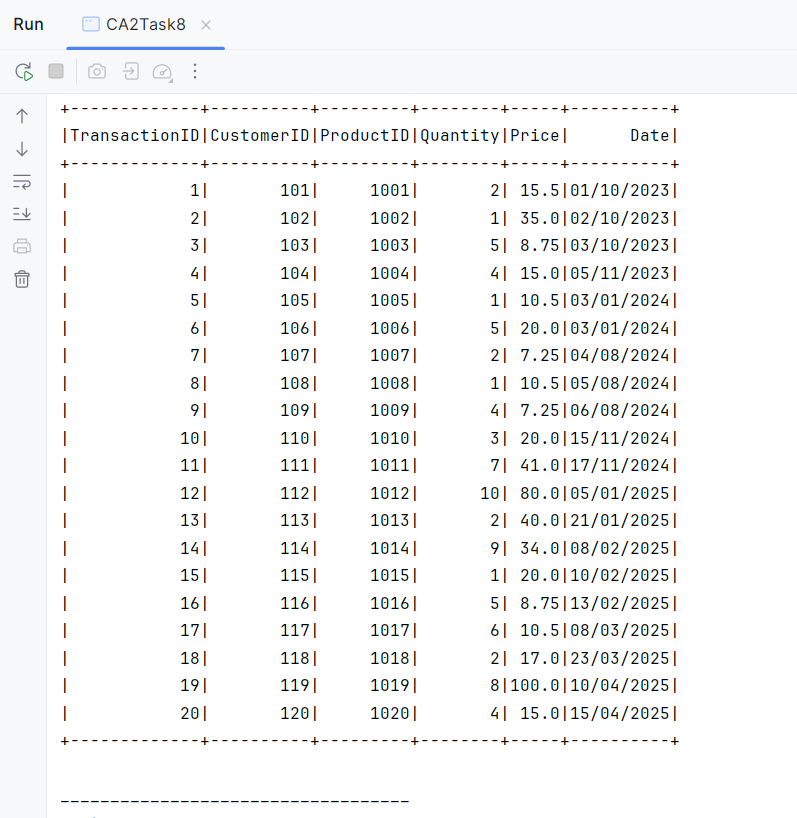 Run CA2Task8
+-------------+----------+---------+--------+-----+----------+
|TransactionID|CustomerID|ProductID|Quantity|Price|      Date|
+-------------+----------+---------+--------+-----+----------+
|            1|       101|     1001|       2| 15.5|01/10/2023|
|            2|       102|     1002|       1| 35.0|02/10/2023|
|            3|       103|     1003|       5| 8.75|03/10/2023|
|            4|       104|     1004|       4| 15.0|05/11/2023|
|            5|       105|     1005|       1| 10.5|03/01/2024|
|            6|       106|     1006|       5| 20.0|03/01/2024|
|            7|       107|     1007|       2| 7.25|04/08/2024|
|            8|       108|     1008|       1| 10.5|05/08/2024|
|            9|       109|     1009|       4| 7.25|06/08/2024|
|           10|       110|     1010|       3| 20.0|15/11/2024|
|           11|       111|     1011|       7| 41.0|17/11/2024|
|           12|       112|     1012|      10| 80.0|05/01/2025|
|           13|       113|     1013|       2| 40.0|21/01/2025|
|           14|       114|     1014|       9| 34.0|08/02/2025|
|           15|       115|     1015|       1| 20.0|10/02/2025|
|           16|       116|     1016|       5| 8.75|13/02/2025|
|           17|       117|     1017|       6| 10.5|08/03/2025|
|           18|       118|     1018|       2| 17.0|23/03/2025|
|           19|       119|     1019|       8|100.0|10/04/2025|
|           20|       120|     1020|       4| 15.0|15/04/2025|
+-------------+----------+---------+--------+-----+----------+
-----------------------------------